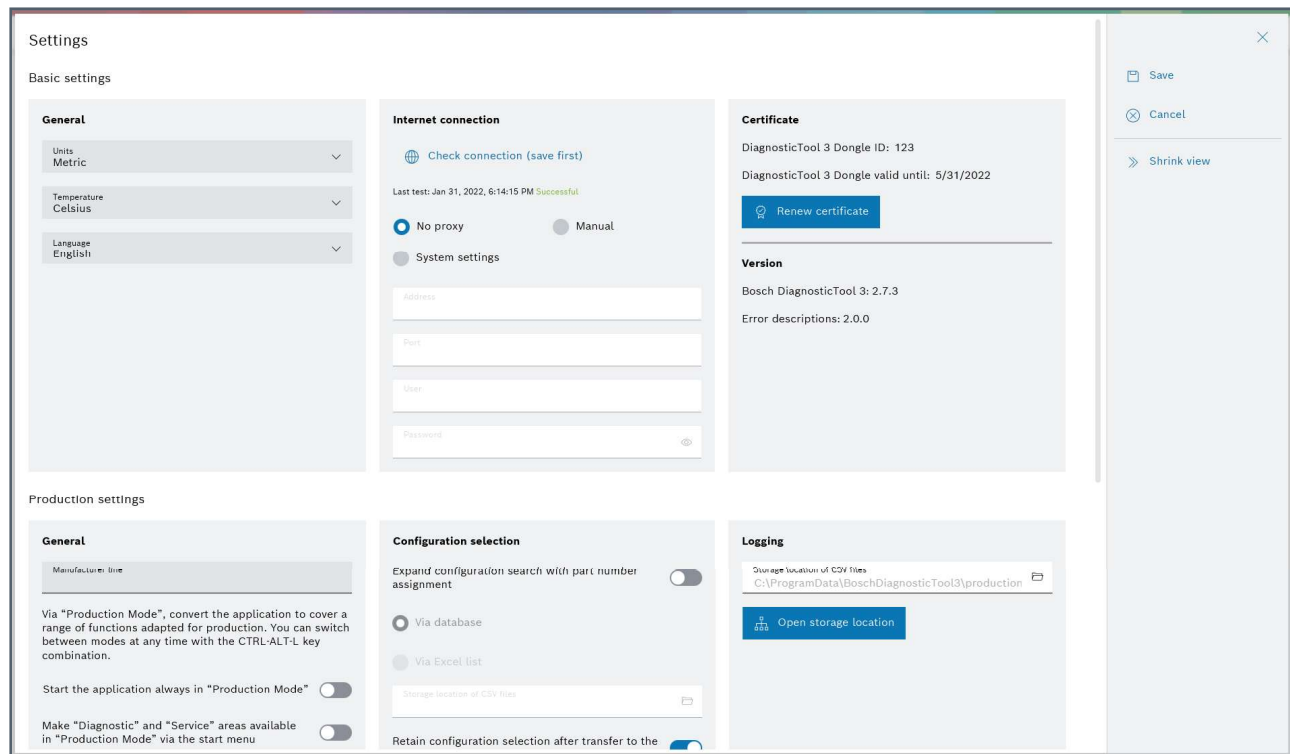 Settings
Basic settings
General
Units
Metric
Temperature
Celsius
Language
English
Internet connection
Check connection (save first)
Last test: Jan 31, 2022, 6:14:15 PM Successful
No proxy
Manual
System settings
Address
Port
User
Password
Certificate
DiagnosticTool 3 Dongle ID: 123
DiagnosticTool 3 Dongle valid until: 5/31/2022
Renew certificate
Version
Bosch DiagnosticTool 3: 2.7.3
Error descriptions: 2.0.0
Save
Cancel
Shrink view
Production settings
General
Manufacturer line
Via “Production Mode”, convert the application to cover a
range of functions adapted for production. You can switch
between modes at any time with the CTRL-ALT-L key
combination.
Start the application always in “Production Mode”
Make “Diagnostic” and “Service” areas available
in “Production Mode” via the start menu
Configuration selection
Expand configuration search with part number
assignment
Via database
Via Excel list
Storage location of CSV files
Retain configuration selection after transfer to the
Logging
Storage location of CSV files
C:\ProgramData\BoschDiagnosticTool3\production
Open storage location